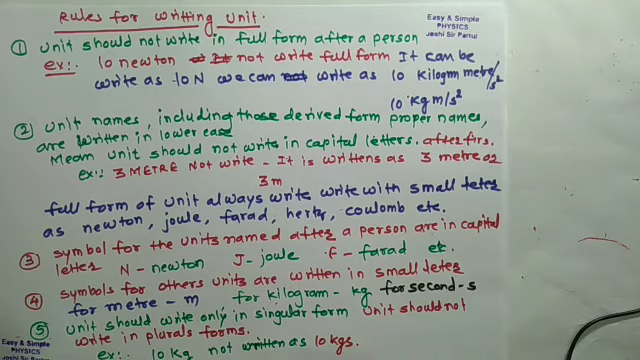 Rules for writting unit.
Easy & Simple
PHYSICS
Joshi Sir Partur
① Unit should not write in full form after a person
ex:. 10 newton not write full form It can be
write as 10 N we can write as 10 Kilogrm metre/s²
10 Kg m/s²
② Unit names, including those derived form proper names,
are written in lower ease
Mean unit should not write in capital letters. after firs.
ex:. 3 METRE Not write - It is writtens as 3 metre or
3 m
full form of unit always write write with small leter
as newton, joule, farad, hertz, coulomb etc.
③ symbol for the units named after a person are in capital
letter N - newton J - joule F - farad etc.
④ symbols for others units are written in small leter
for metre - m for kilogram - kg for second - s
⑤ Unit should write only in singular form Unit should not
write in plurals forms.
ex:. 10 Kg not written as 10 kgs.
Easy & Simple
PHYSICS